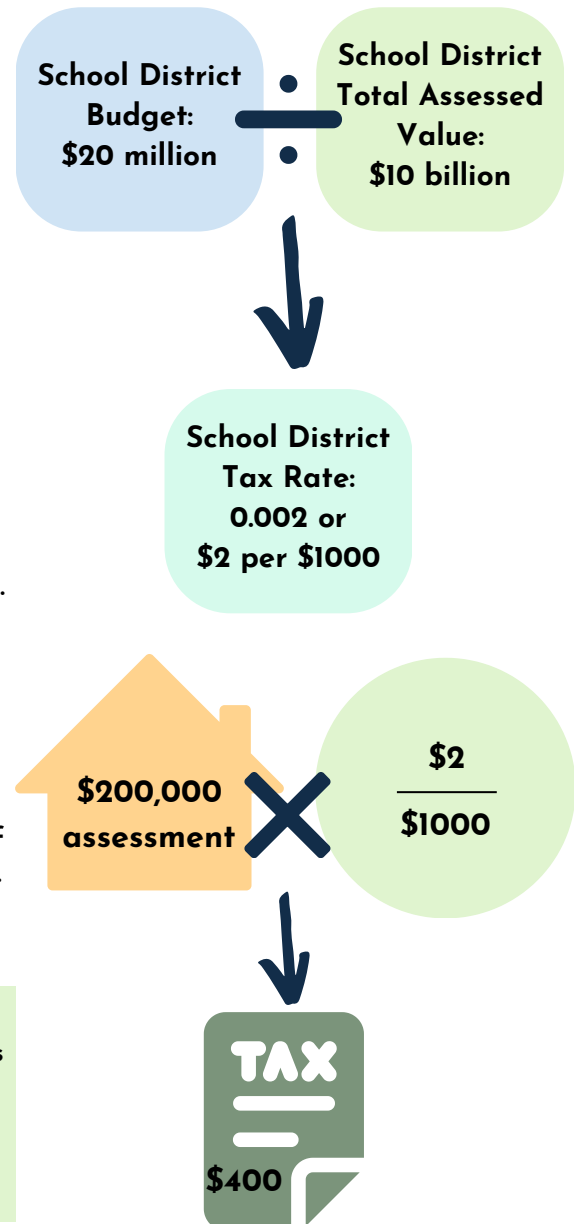 School District
Budget:
$20 million
School District
Total Assessed
Value:
$10 billion
School District
Tax Rate:
0.002 or
$2 per $1000
.
$200,000
assessment
$2
$1000
TAX
$400